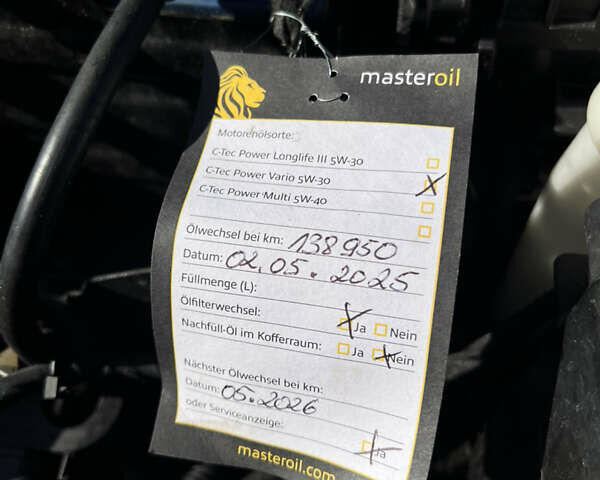 masteroil
Motorenölsorte:
C-Tec Power Longlife III 5W-30
C-Tec Power Vario 5W-30
C-Tec Power Multi 5W-40
Ölwechsel bei km: 138950
Datum: 02.05.2025
Füllmenge (L):
Ölfilterwechsel: Ja Nein
Nachfüll-Öl im Kofferraum: Ja Nein
Nächster Ölwechsel bei km:
Datum: 05.2026
oder Serviceanzeige: Ja
masteroil.com